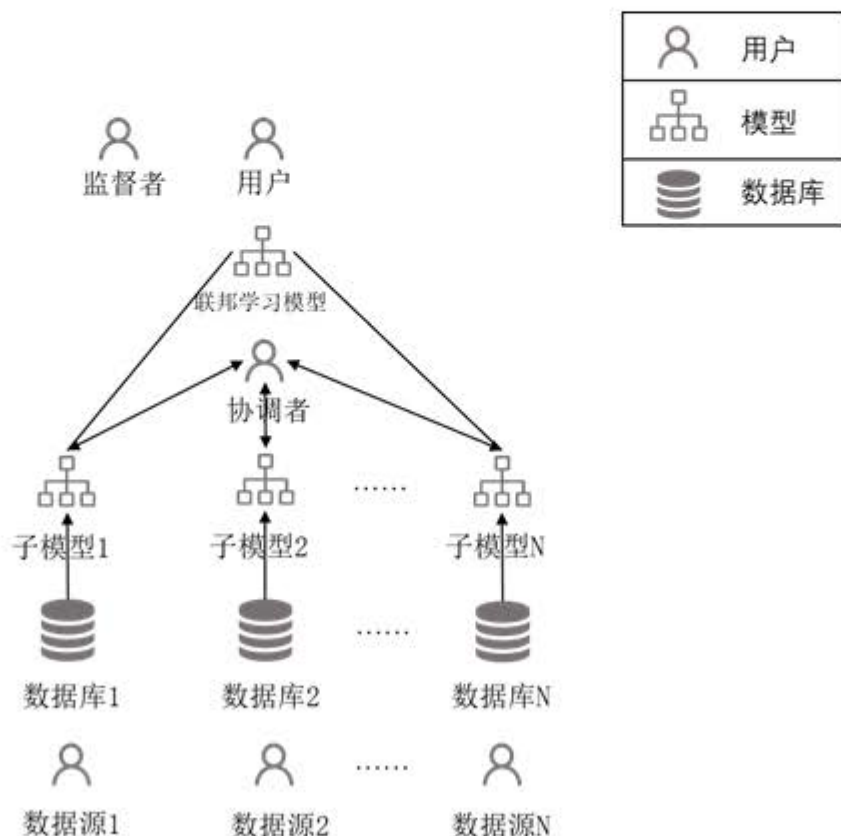 用户
模型
数据库
监督者 用户
联邦学习模型
协调者
······
子模型1 子模型2 子模型N
······
数据库1 数据库2 数据库N
······
数据源1 数据源2 数据源N